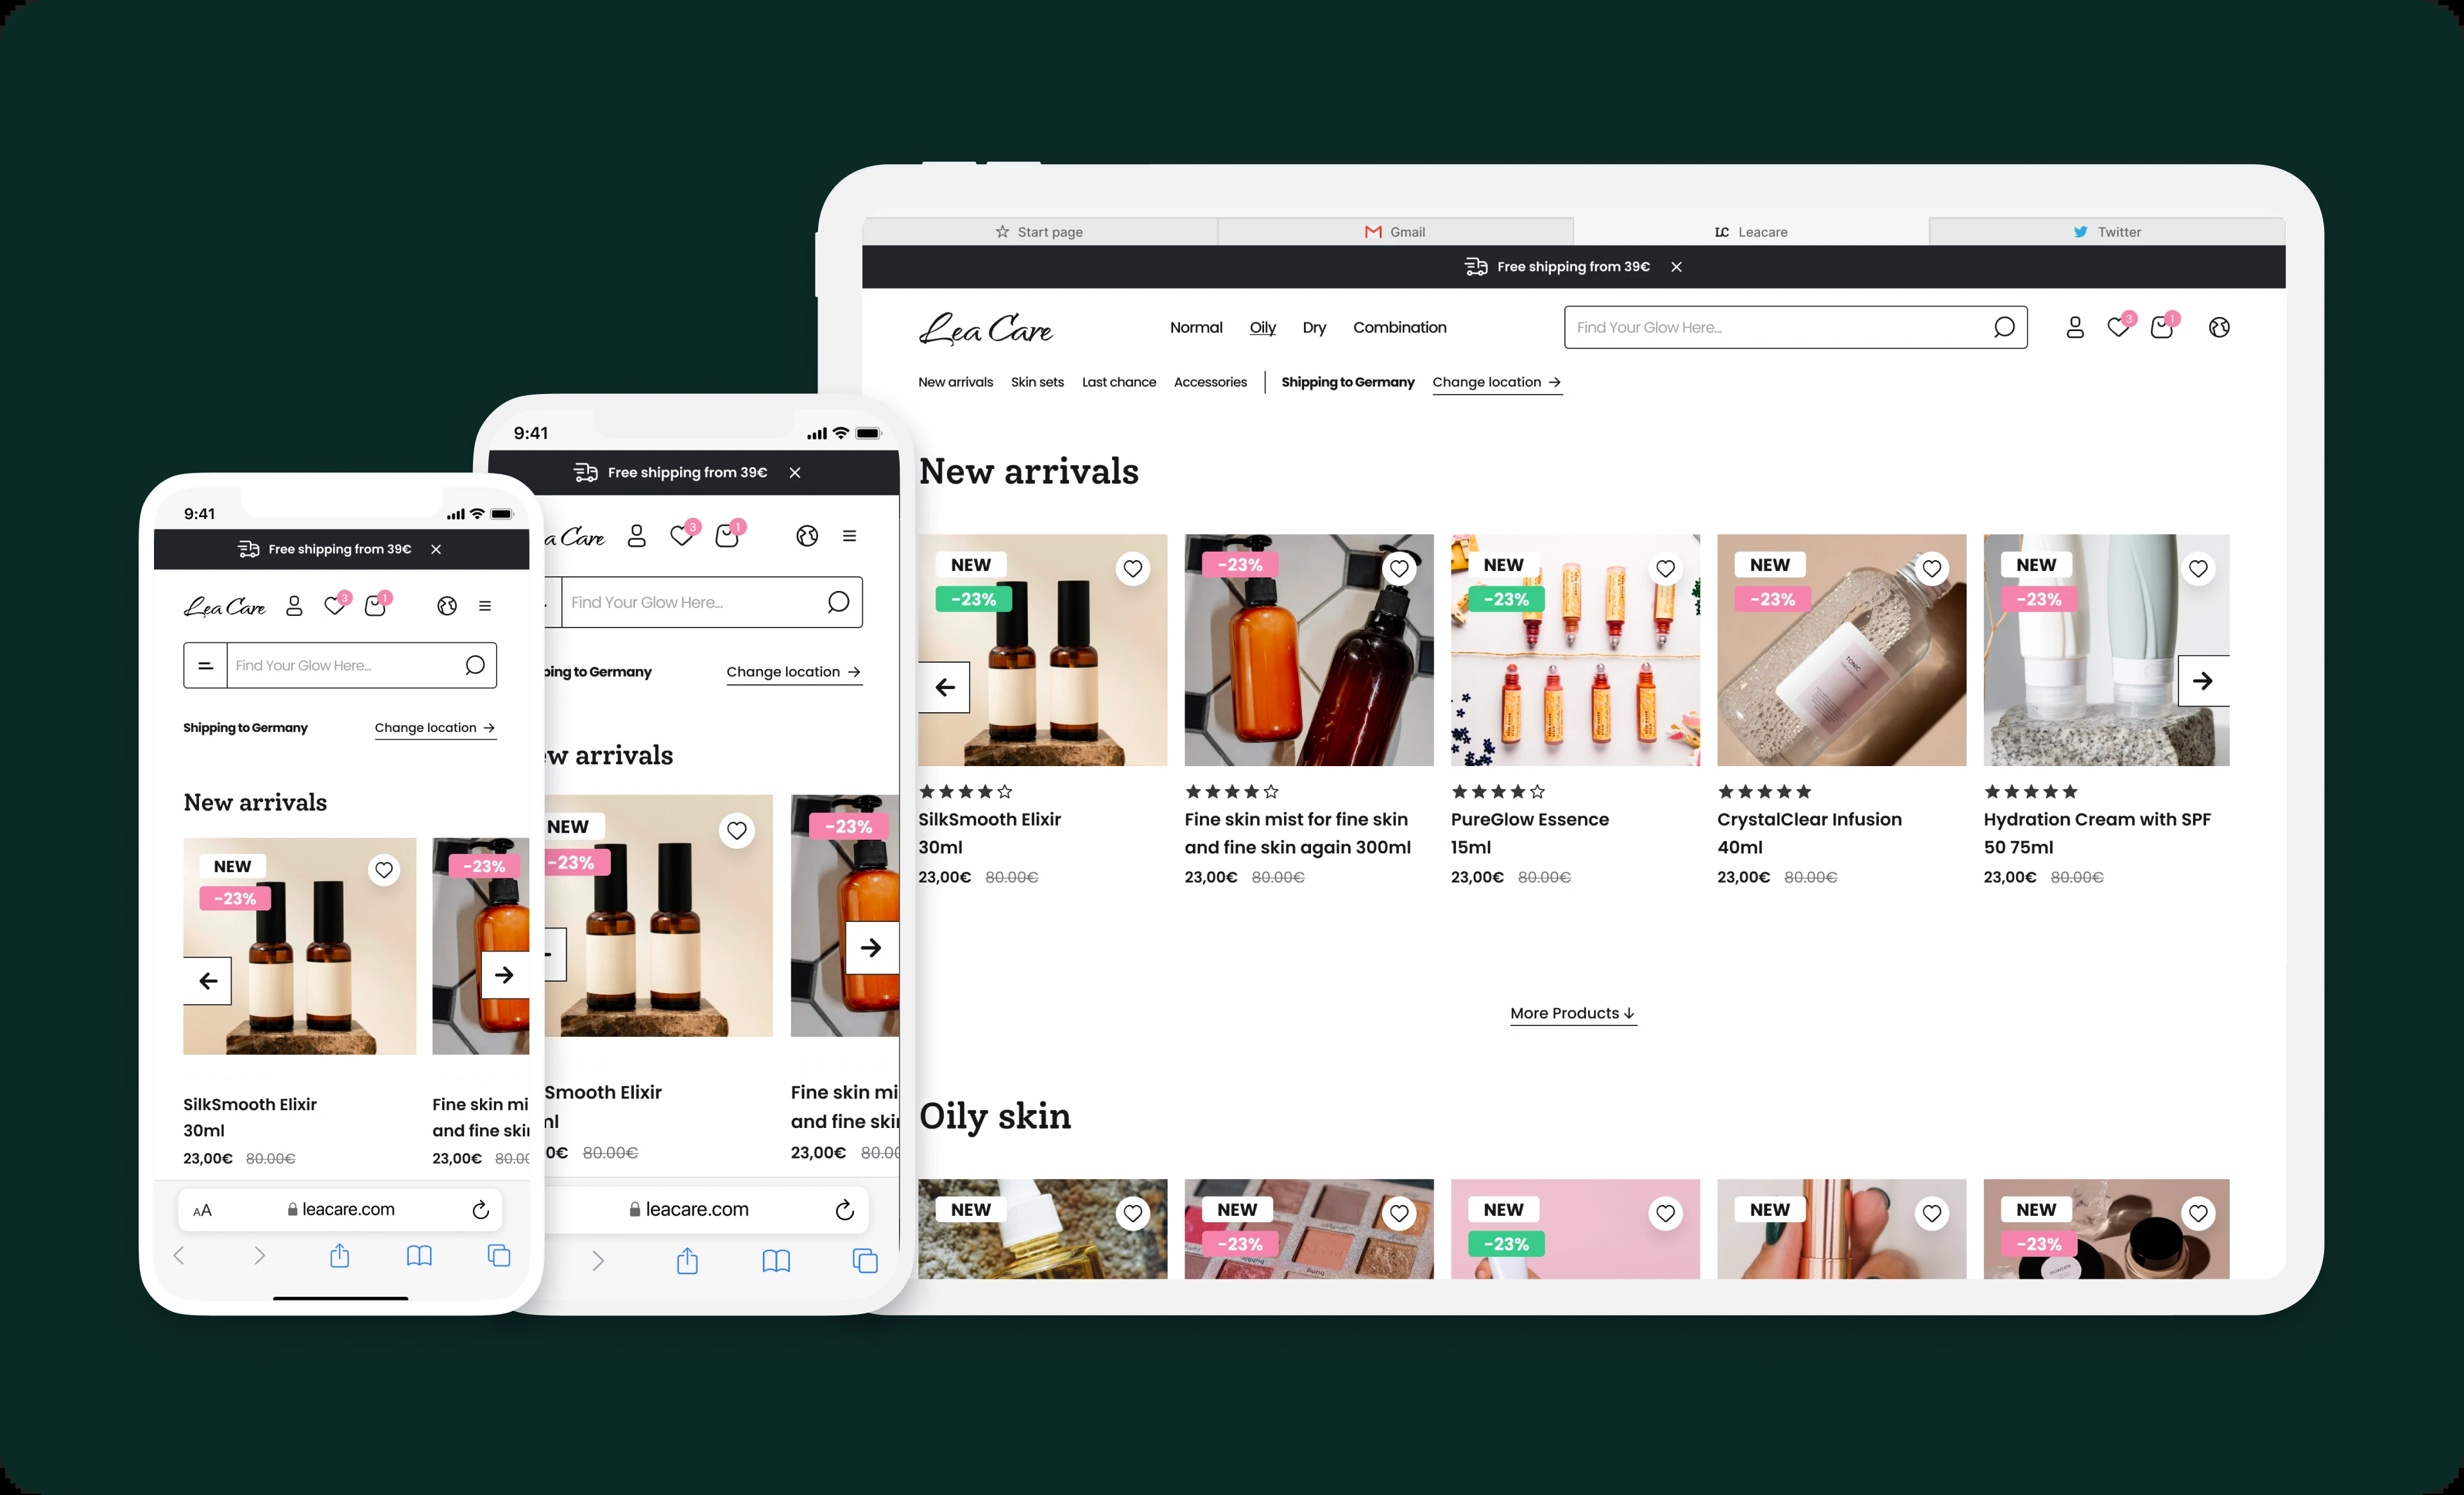 9:41
Free shipping from 39€
Lea Care
3
1
Find Your Glow Here...
Shipping to Germany
Change location →
New arrivals
NEW
-23%
-23%
SilkSmooth Elixir
30ml
23,00€ 80.00€
Fine skin mi
and fine skin
23,00€ 80.00
AA
leacare.com
9:41
Free shipping from 39€
a Care
3
1
Find Your Glow Here...
ping to Germany
Change location →
w arrivals
NEW
-23%
-23%
Smooth Elixir
ml
0€ 80.00€
Fine skin mi
and fine skin
23,00€ 80.00
leacare.com
Start page
Gmail
LC Leacare
Twitter
Free shipping from 39€
Lea Care
Normal Oily Dry Combination
Find Your Glow Here...
3
1
New arrivals Skin sets Last chance Accessories Shipping to Germany Change location →
New arrivals
NEW
-23%
-23%
NEW
-23%
NEW
-23%
TONIC
NEW
-23%
SilkSmooth Elixir
30ml
23,00€ 80.00€
Fine skin mist for fine skin
and fine skin again 300ml
23,00€ 80.00€
PureGlow Essence
15ml
23,00€ 80.00€
CrystalClear Infusion
40ml
23,00€ 80.00€
Hydration Cream with SPF
50 75ml
23,00€ 80.00€
More Products ↓
Oily skin
NEW
NEW
-23%
NEW
-23%
NEW
NEW
-23%
POWDER